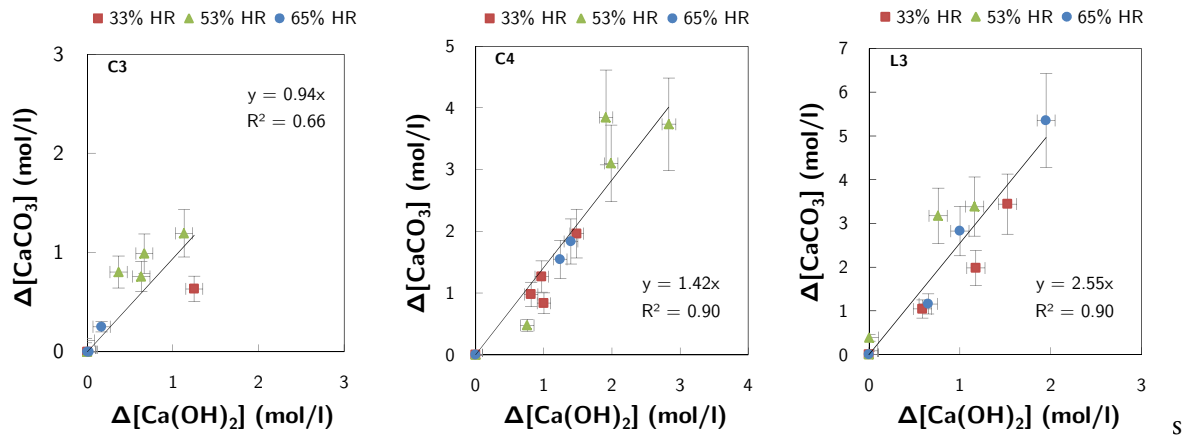 33% HR 53% HR 65% HR
C3
y = 0.94x
R² = 0.66
Δ[CaCO₃] (mol/l)
3
2
1
0
0 1 2 3
Δ[Ca(OH)₂] (mol/l)
33% HR 53% HR 65% HR
C4
y = 1.42x
R² = 0.90
Δ[CaCO₃] (mol/l)
5
4
3
2
1
0
0 1 2 3 4
Δ[Ca(OH)₂] (mol/l)
33% HR 53% HR 65% HR
L3
y = 2.55x
R² = 0.90
Δ[CaCO₃] (mol/l)
7
6
5
4
3
2
1
0
0 1 2 3
Δ[Ca(OH)₂] (mol/l)
s